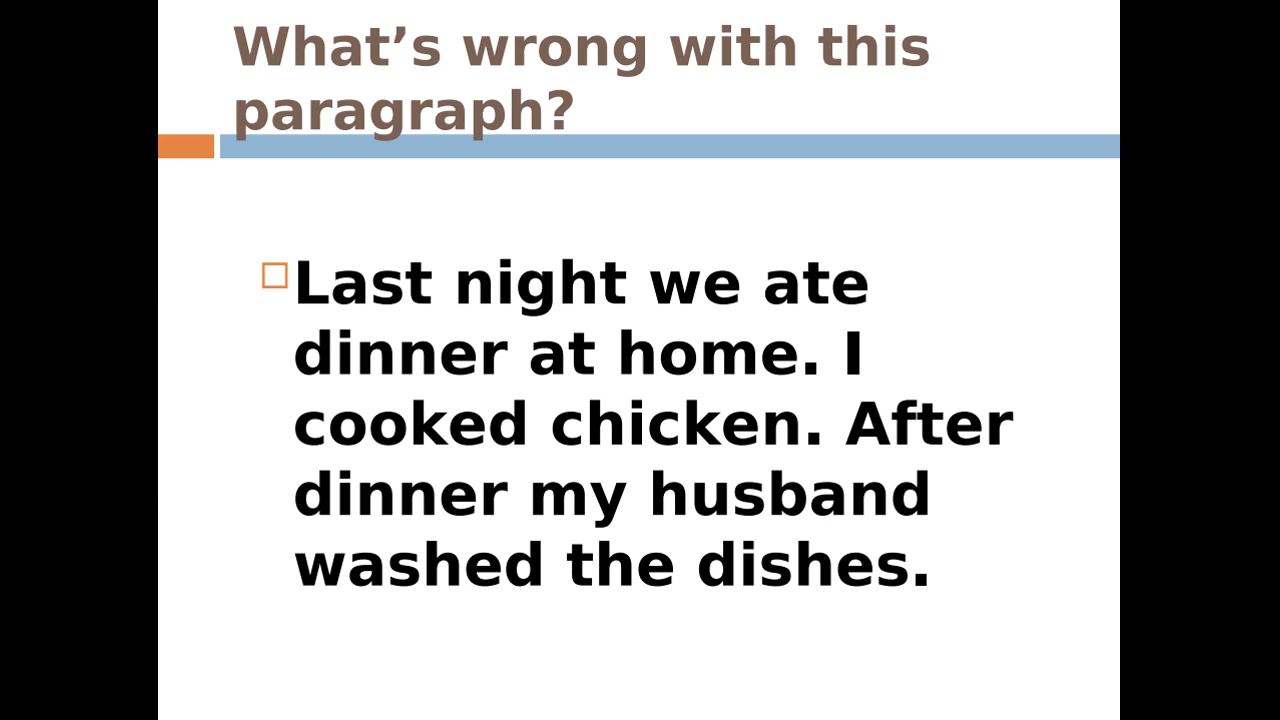 What’s wrong with this
paragraph?
Last night we ate
dinner at home. I
cooked chicken. After
dinner my husband
washed the dishes.